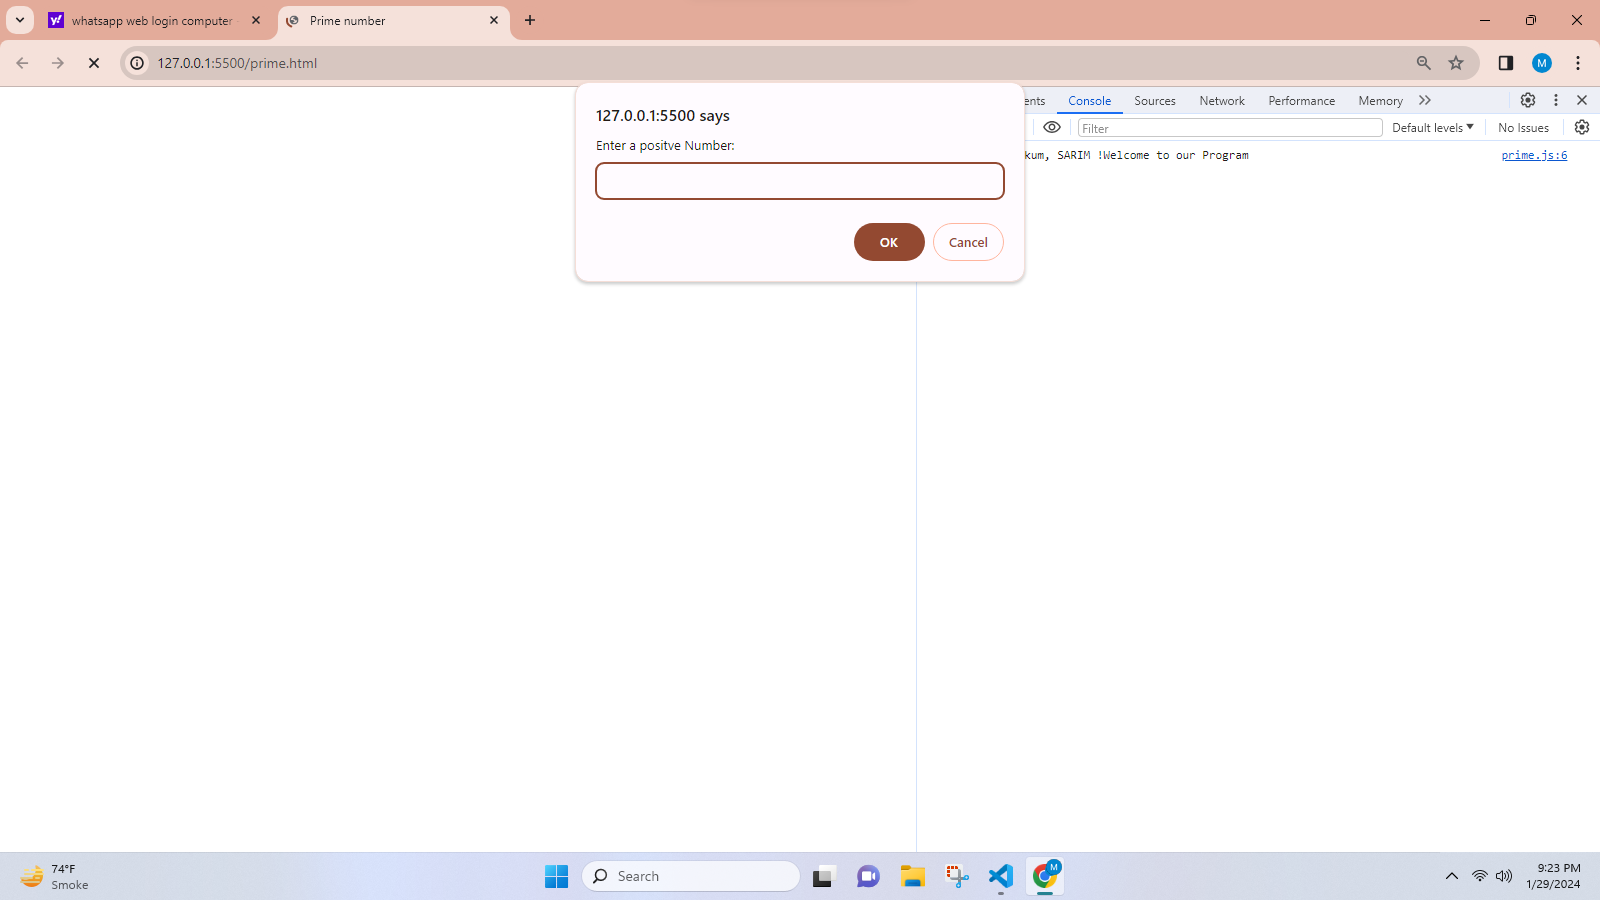 whatsapp web login computer
Prime number
127.0.0.1:5500/prime.html
M
127.0.0.1:5500 says
Enter a positve Number:
OK
Cancel
ents
Console
Sources
Network
Performance
Memory
Filter
Default levels
No Issues
kum, SARIM !Welcome to our Program
prime.js:6
74°F
Smoke
Search
M
9:23 PM
1/29/2024